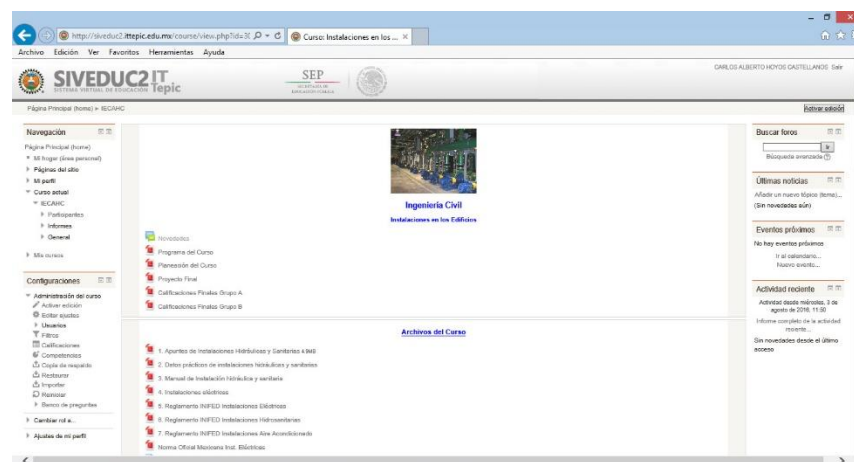 http://siveduc2.ittepic.edu.mx/course/view.php?id=3
Curso: Instalaciones en los ...
Archivo Edición Ver Favoritos Herramientas Ayuda
SIVEDUC2 IT Tepic
SISTEMA VIRTUAL DE EDUCACIÓN
SEP
SECRETARÍA DE
EDUCACIÓN PÚBLICA
CARLOS ALBERTO HOYOS CASTELLANOS Salir
Página Principal (home) ► IECAHC
Activar edición
Navegación
Página Principal (home)
Mi hogar (área personal)
Páginas del sitio
Mi perfil
Curso actual
IECAHC
Participantes
Informes
General
Mis cursos
Configuraciones
Administración del curso
Activar edición
Editar ajustes
Usuarios
Filtros
Calificaciones
Competencias
Copia de respaldo
Restaurar
Importar
Reiniciar
Banco de preguntas
Cambiar rol a...
Ajustes de mi perfil
Ingeniería Civil
Instalaciones en los Edificios
Novedades
Programa del Curso
Planeación del Curso
Proyecto Final
Calificaciones Finales Grupo A
Calificaciones Finales Grupo B
Archivos del Curso
1. Apuntes de Instalaciones Hidráulicas y Sanitarias
2. Datos prácticos de instalaciones hidráulicas y sanitarias
3. Manual de Instalación hidráulica y sanitaria
4. Instalaciones eléctricas
5. Reglamento INIFED Instalaciones Eléctricas
6. Reglamento INIFED Instalaciones Hidrosanitarias
7. Reglamento INIFED Instalaciones Aire Acondicionado
Norma Oficial Mexicana Inst. Eléctricas
Buscar foros
Ir
Búsqueda avanzada
Últimas noticias
Añadir un nuevo tópico (tema)...
(Sin novedades aún)
Eventos próximos
No hay eventos próximos
Ir al calendario...
Nuevo evento...
Actividad reciente
Actividad desde miércoles, 3 de
agosto de 2016, 11:50
Informe completo de la actividad
reciente...
Sin novedades desde el último
acceso